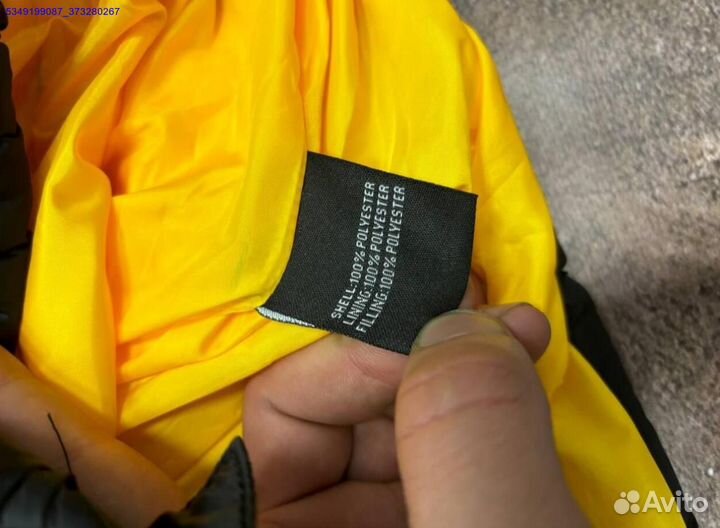 5349199087_373280267
SHELL:100% POLYESTER
LINING:100% POLYESTER
FILLING:100% POLYESTER
Avito